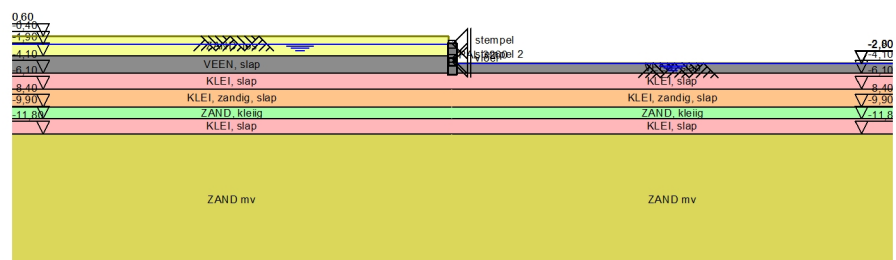 0,60
-0,40
-1,90
-4,10
-6,10
-8,40
-9,90
-11,80
VEEN, slap
KLEI, slap
KLEI, zandig, slap
ZAND, kleiig
KLEI, slap
ZAND mv
stempel
stempel 2
vloer
-4,10
-6,10
-8,40
-9,90
-11,8
KLEI, slap
KLEI, zandig, slap
ZAND, kleiig
KLEI, slap
ZAND mv